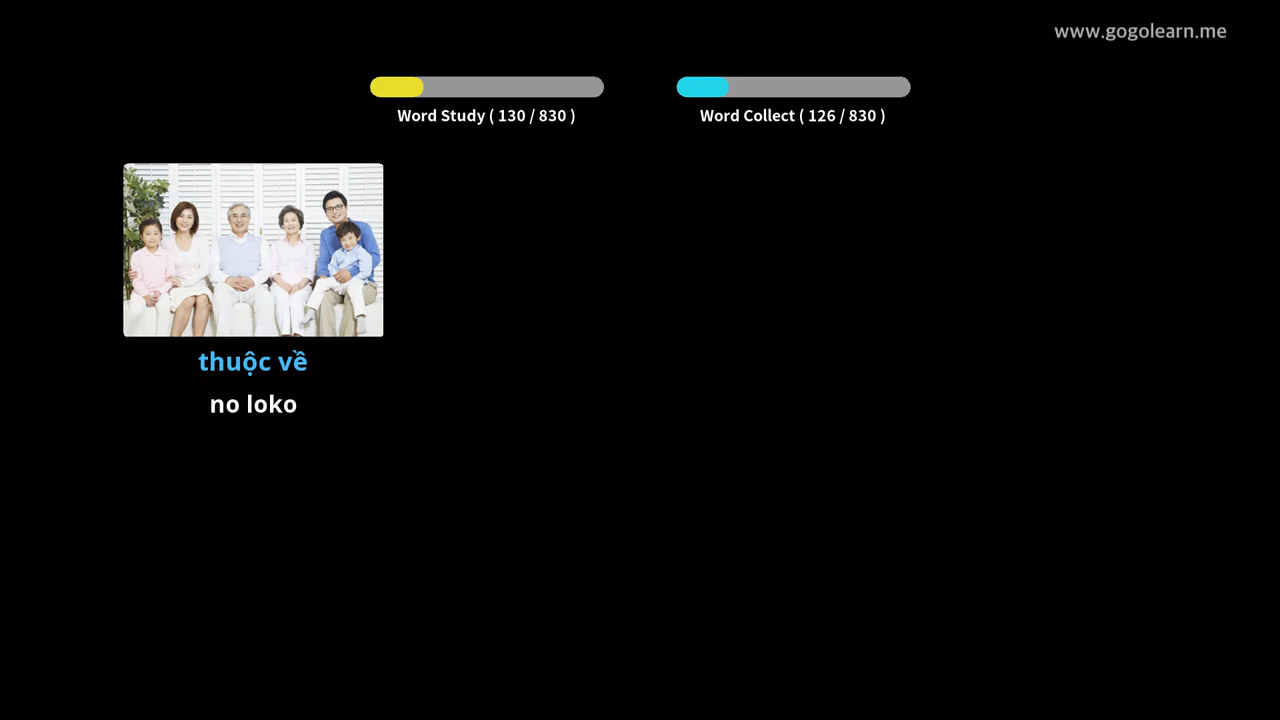 www.gogolearn.me
Word Study ( 130 / 830 )
Word Collect ( 126 / 830 )
thuộc về
no loko